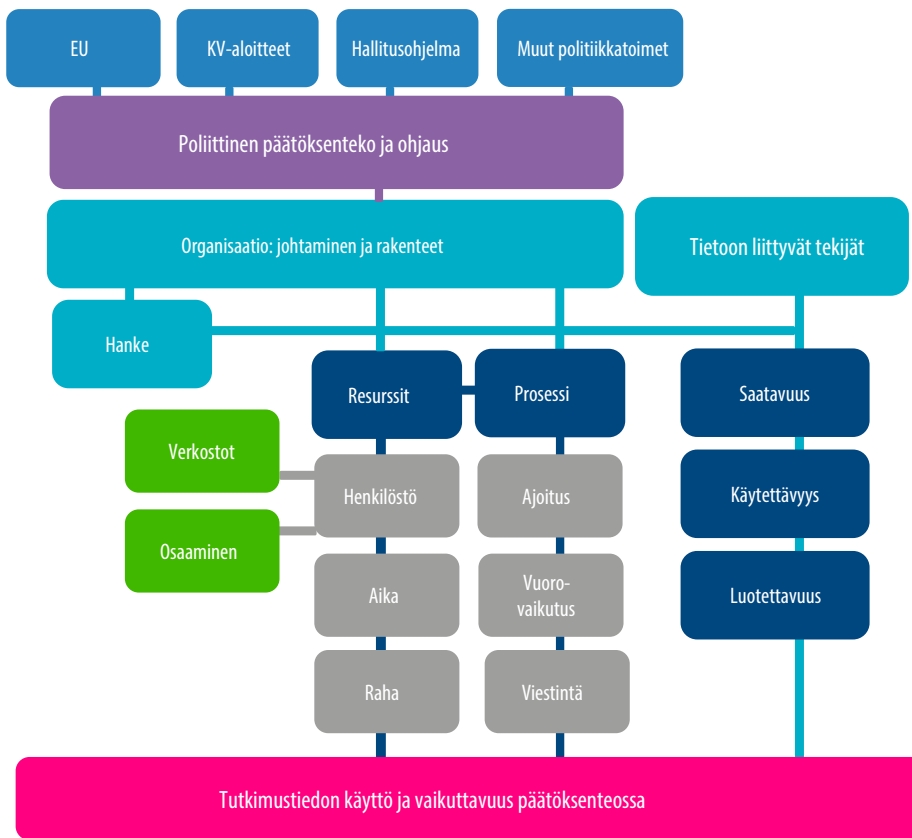 EU
KV-aloitteet
Hallitusohjelma
Muut politiikkatoimet
Poliittinen päätöksenteko ja ohjaus
Organisaatio: johtaminen ja rakenteet
Tietoon liittyvät tekijät
Hanke
Resurssit
Prosessi
Saatavuus
Verkostot
Henkilöstö
Ajoitus
Käytettävyys
Osaaminen
Aika
Vuoro-
vaikutus
Luotettavuus
Raha
Viestintä
Tutkimustiedon käyttö ja vaikuttavuus päätöksenteossa